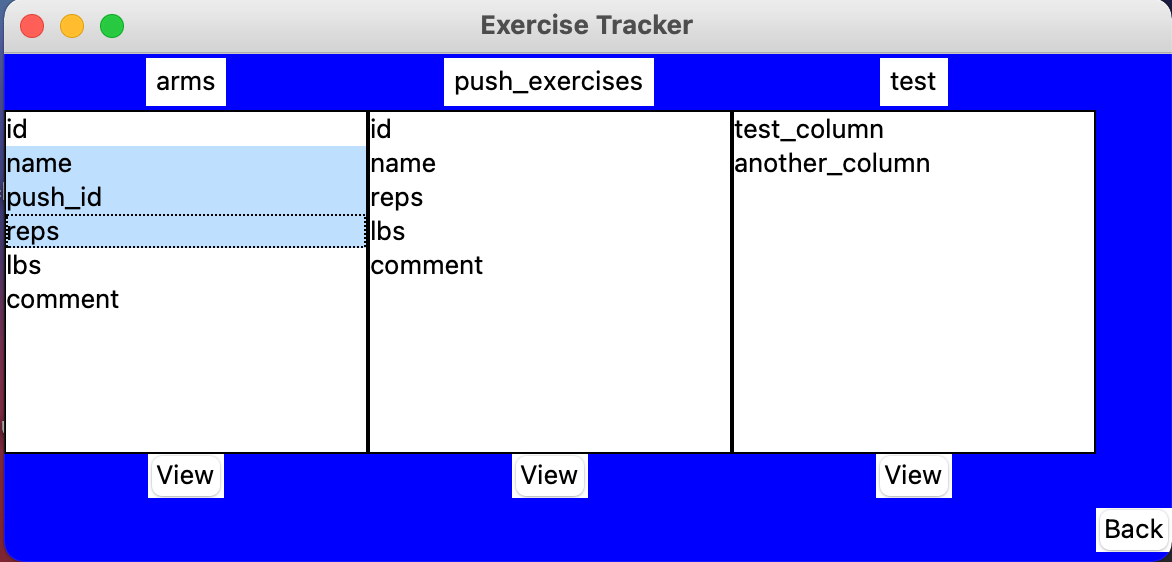 Exercise Tracker
arms
push_exercises
test
id
name
push_id
reps
lbs
comment
id
name
reps
lbs
comment
test_column
another_column
View
View
View
Back